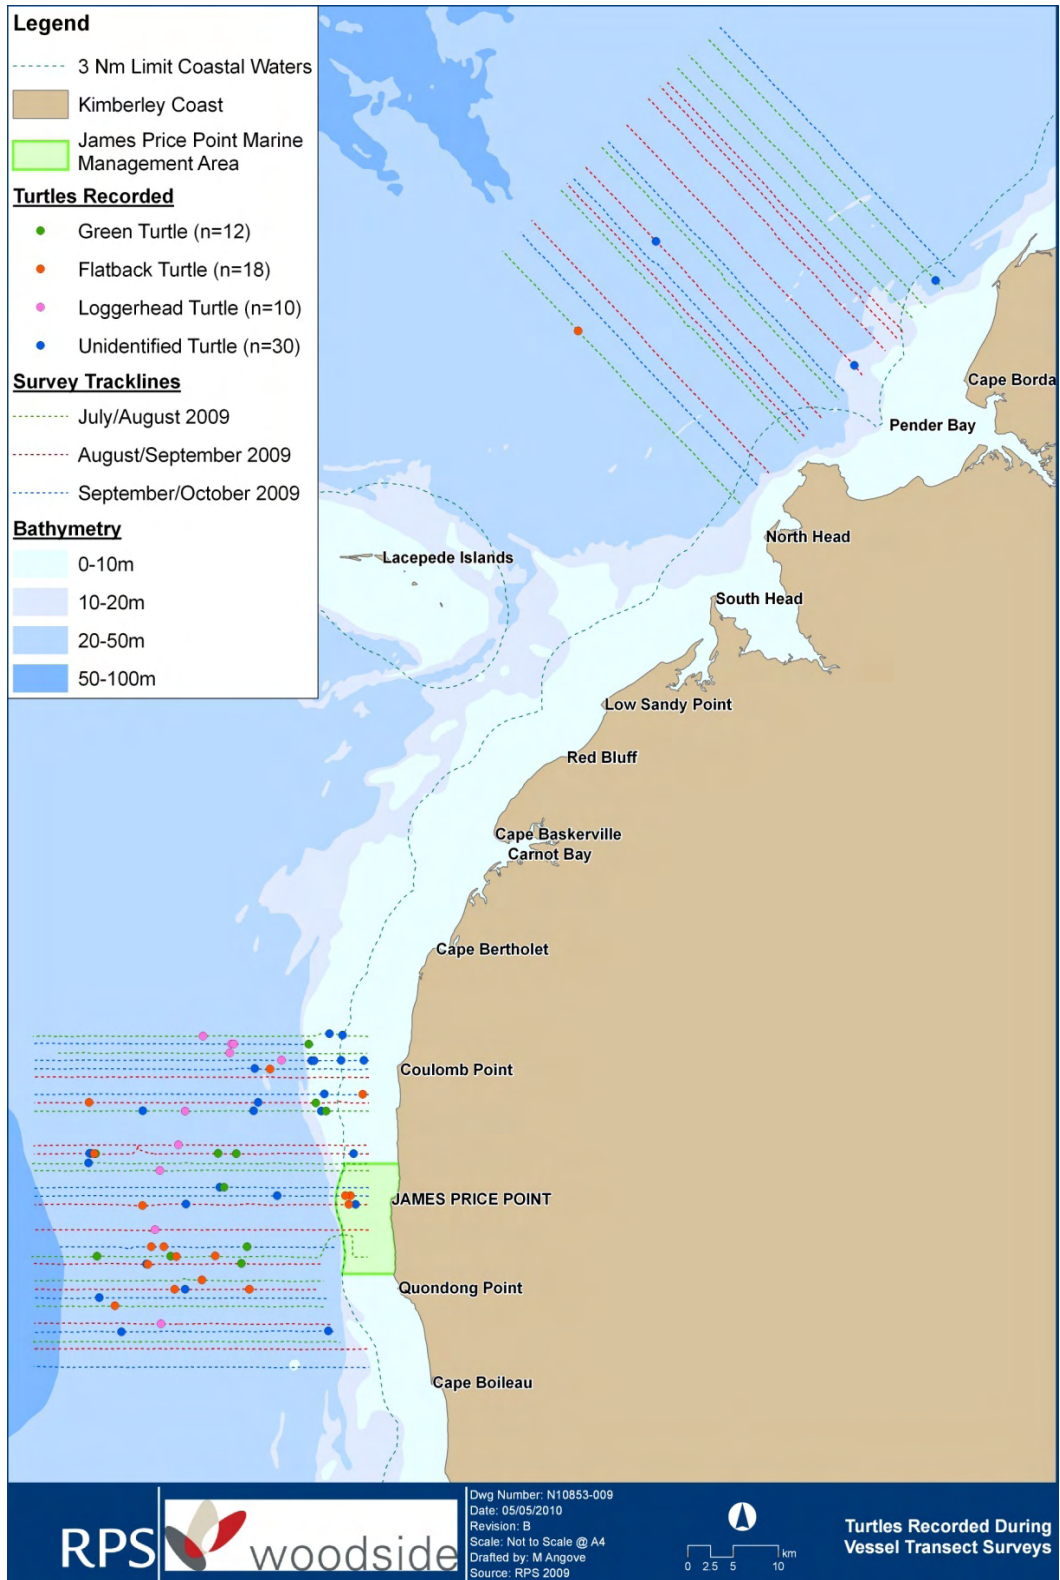 Legend
3 Nm Limit Coastal Waters
Kimberley Coast
James Price Point Marine
Management Area
Turtles Recorded
Green Turtle (n=12)
Flatback Turtle (n=18)
Loggerhead Turtle (n=10)
Unidentified Turtle (n=30)
Survey Tracklines
July/August 2009
August/September 2009
September/October 2009
Bathymetry
0-10m
10-20m
20-50m
50-100m
Cape Borda
Pender Bay
North Head
Lacepede Islands
South Head
Low Sandy Point
Red Bluff
Cape Baskerville
Carnot Bay
Cape Bertholet
Coulomb Point
JAMES PRICE POINT
Quondong Point
Cape Boileau
RPS
woodside
Dwg Number: N10853-009
Date: 05/05/2010
Revision: B
Scale: Not to Scale @ A4
Drafted by: M Angove
Source: RPS 2009
km
0 2.5 5 10
Turtles Recorded During
Vessel Transect Surveys